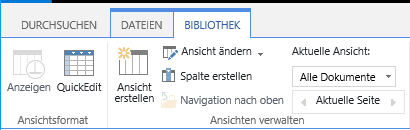 DURCHSUCHEN DATEIEN BIBLIOTHEK
Anzeigen QuickEdit
Ansicht erstellen
Ansicht ändern
Spalte erstellen
Navigation nach oben
Aktuelle Ansicht:
Alle Dokumente
Aktuelle Seite
Ansichtsformat Ansichten verwalten